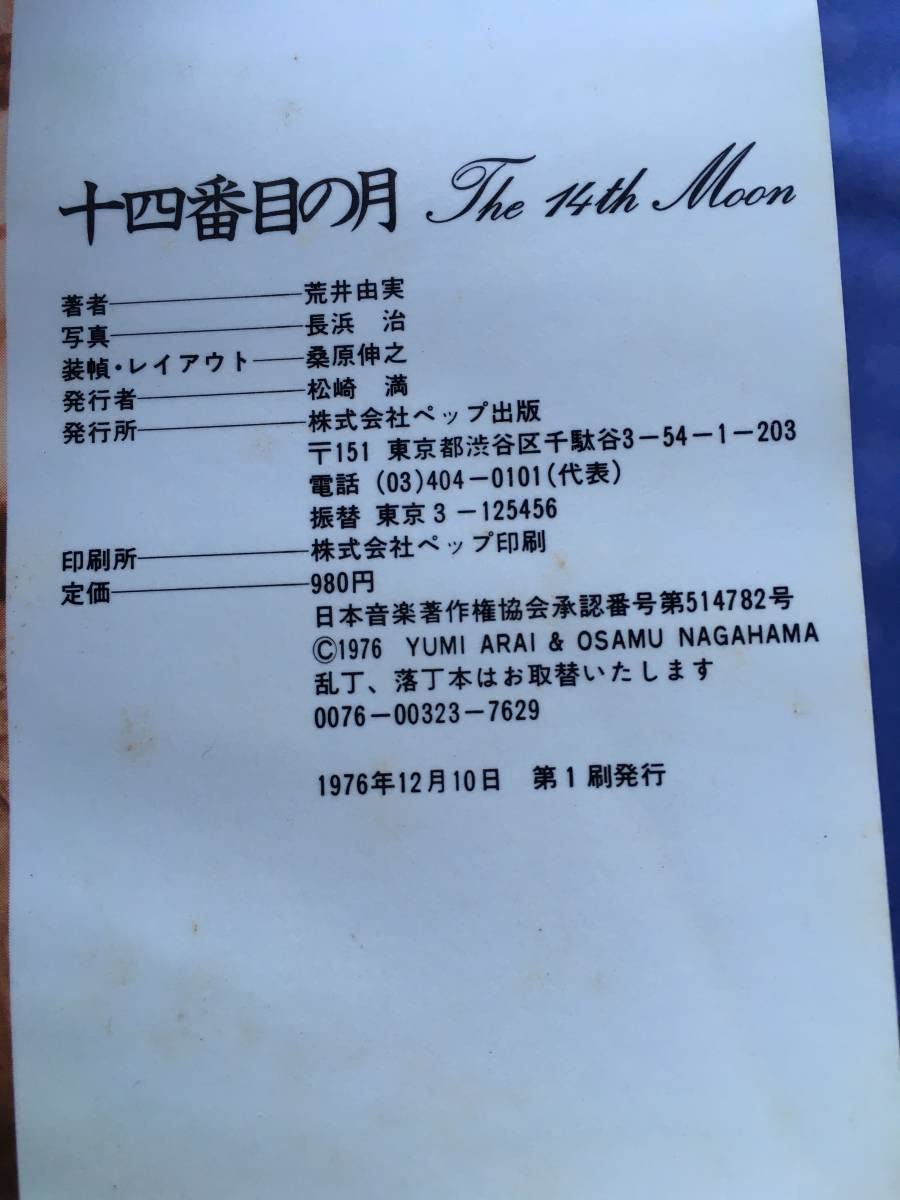 十四番目の月 The 14th Moon
著者――――荒井由実
写真――――長浜　治
装幀・レイアウト――桑原伸之
発行者――――松崎　満
発行所――――株式会社ペップ出版
〒151 東京都渋谷区千駄谷3−54−1−203
電話 (03)404−0101(代表)
振替 東京3−125456
印刷所――――株式会社ペップ印刷
定価――――980円
日本音楽著作権協会承認番号第514782号
©1976 YUMI ARAI & OSAMU NAGAHAMA
乱丁、落丁本はお取替いたします
0076−00323−7629
1976年12月10日　第1刷発行